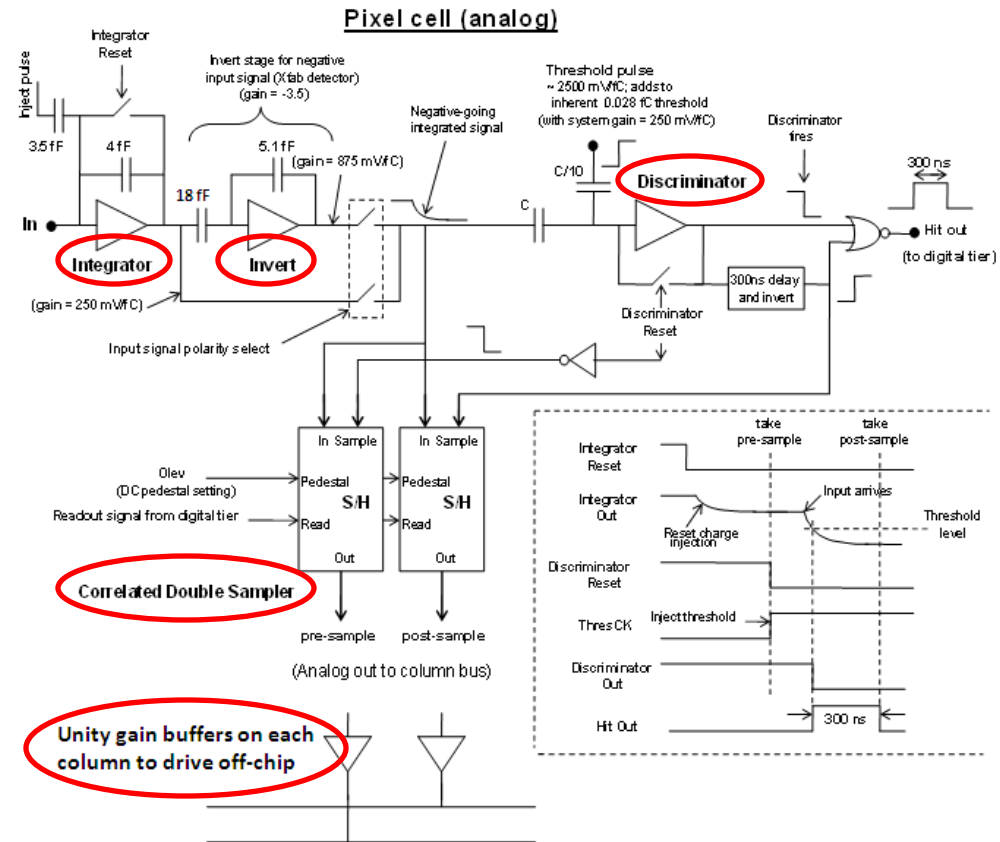 Pixel cell (analog)
Integrator
Reset
Inject pulse
3.5 fF
4 fF
Invert stage for negative
input signal (Xfab detector)
(gain = -3.5)
5.1 fF
(gain = 875 mV/fC)
18 fF
In
Integrator
Invert
(gain = 250 mV/fC)
Input signal polarity select
Negative-going
integrated signal
Threshold pulse
~ 2500 mV/fC; adds to
inherent 0.028 fC threshold
(with system gain = 250 mV/fC)
C/10
C
Discriminator
Discriminator
fires
300 ns
Hit out
(to digital tier)
300ns delay
and invert
Discriminator
Reset
In Sample
Pedestal
S/H
Read
Out
In Sample
Pedestal
S/H
Read
Out
Olev
(DC pedestal setting)
Readout signal from digital tier
Correlated Double Sampler
pre-sample
post-sample
(Analog out to column bus)
Unity gain buffers on each
column to drive off-chip
take
pre-sample
take
post-sample
Integrator
Reset
Integrator
Out
Reset charge
injection
Input arrives
Threshold
level
Discriminator
Reset
Thres CK
Inject threshold
Discriminator
Out
Hit Out
300 ns